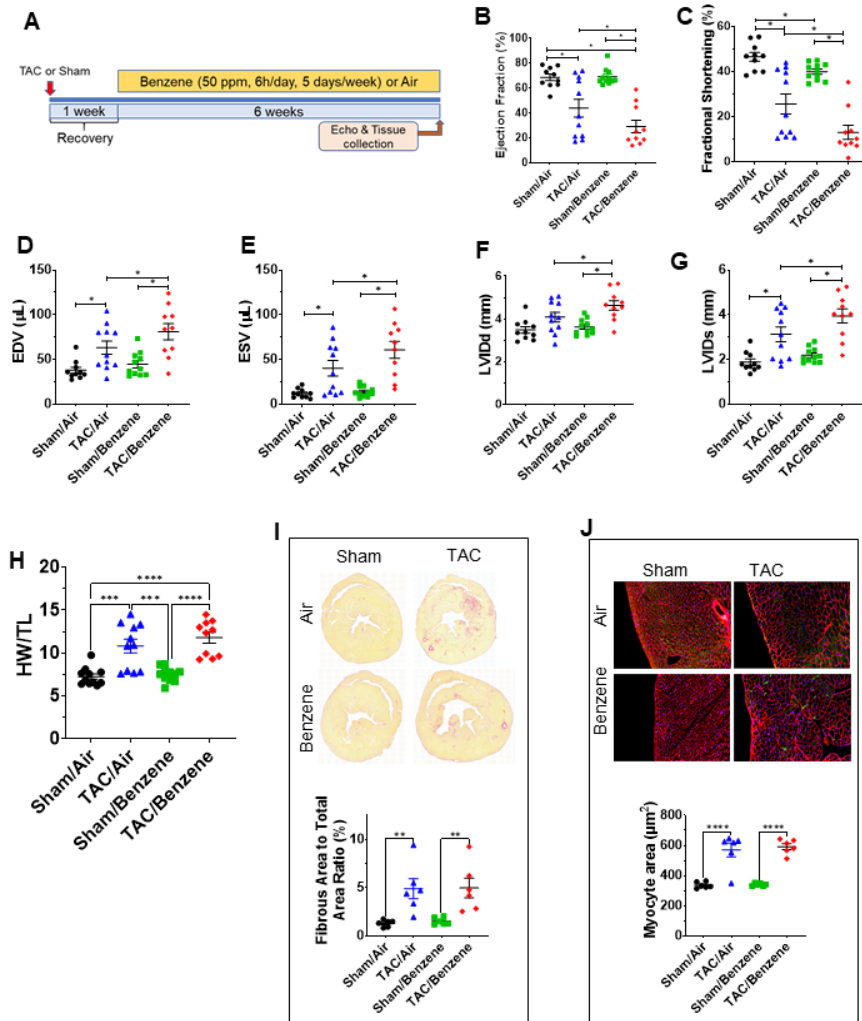 A
TAC or Sham
Benzene (50 ppm, 6h/day, 5 days/week) or Air
1 week
6 weeks
Recovery
Echo & Tissue
collection
B
Ejection Fraction (%)
100
80
60
40
20
0
* * * *
Sham/Air
TAC/Air
Sham/Benzene
TAC/Benzene
C
Fractional Shortening (%)
60
40
20
0
* * * *
Sham/Air
TAC/Air
Sham/Benzene
TAC/Benzene
D
EDV (µL)
150
100
50
0
* * *
Sham/Air
TAC/Air
Sham/Benzene
TAC/Benzene
E
ESV (µL)
150
100
50
0
* * *
Sham/Air
TAC/Air
Sham/Benzene
TAC/Benzene
F
LVIDd (mm)
8
6
4
2
0
* *
Sham/Air
TAC/Air
Sham/Benzene
TAC/Benzene
G
LVIDs (mm)
8
6
4
2
0
* * *
Sham/Air
TAC/Air
Sham/Benzene
TAC/Benzene
H
HW/TL
20
15
10
5
0
****
*** *** ****
Sham/Air
TAC/Air
Sham/Benzene
TAC/Benzene
I
Sham TAC
Air
Benzene
Fibrous Area to Total
Area Ratio (%)
10
5
0
** **
Sham/Air
TAC/Air
Sham/Benzene
TAC/Benzene
J
Sham TAC
Air
Benzene
Myocyte area (µm²)
800
600
400
200
0
**** ****
Sham/Air
TAC/Air
Sham/Benzene
TAC/Benzene